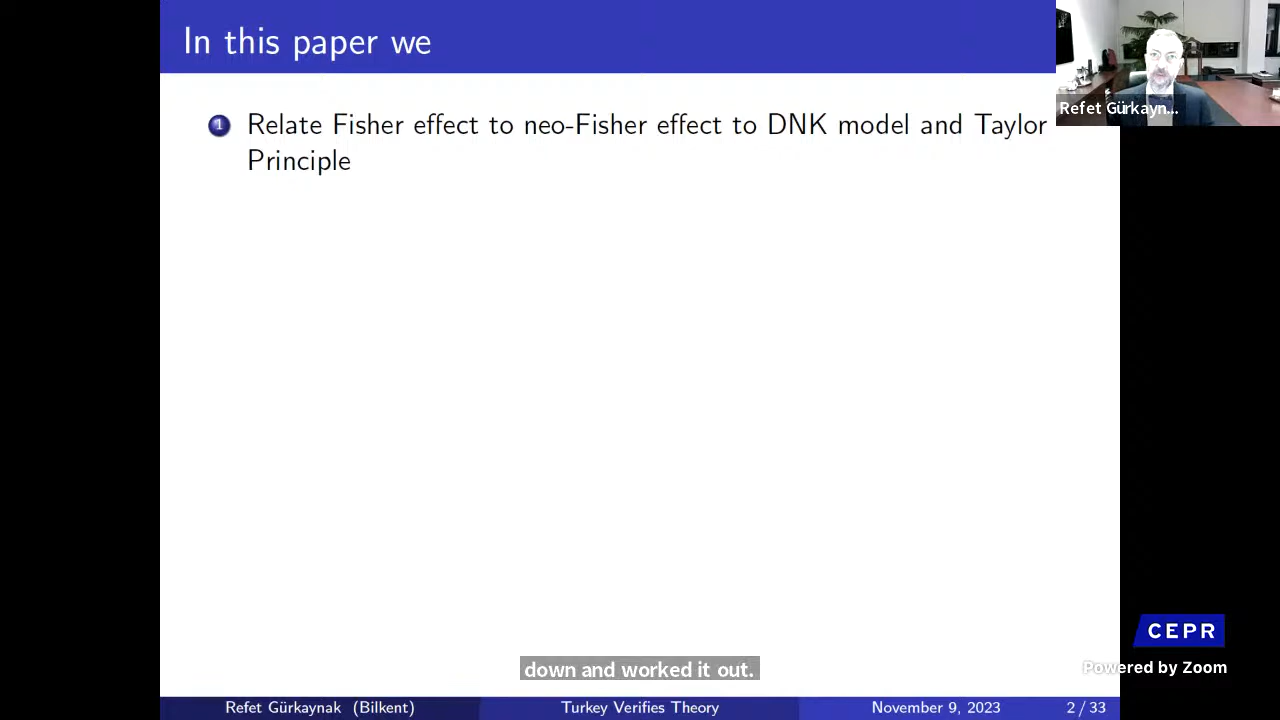 In this paper we
Refet Gürkayn...
1 Relate Fisher effect to neo-Fisher effect to DNK model and Taylor
Principle
CEPR
Powered by Zoom
down and worked it out.
Refet Gürkaynak (Bilkent) Turkey Verifies Theory November 9, 2023 2 / 33